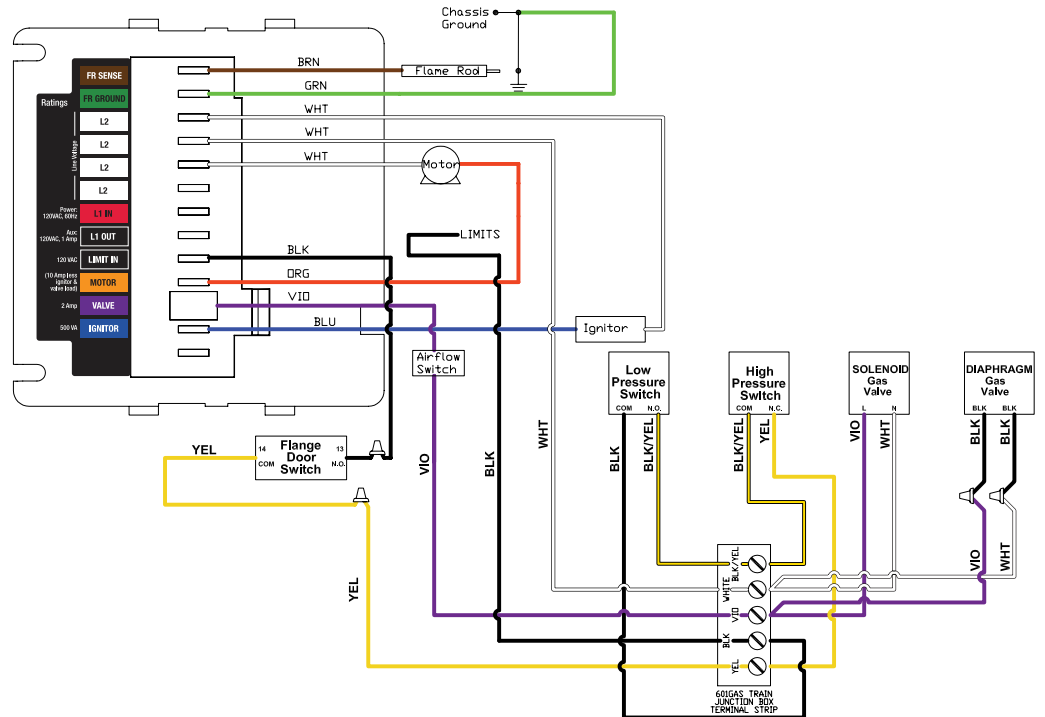 Chassis
Ground
BRN
Flame Rod
GRN
WHT
WHT
WHT
Motor
LIMITS
BLK
ORG
VIO
BLU
Ignitor
Airflow
Switch
Ratings
Line Voltage
Power:
120VAC, 60Hz
Aux:
120VAC, 1 Amp
120 VAC
(10 Amp less
ignitor &
valve load)
2 Amp
500 VA
FR SENSE
FR GROUND
L2
L2
L2
L2
L1 IN
L1 OUT
LIMIT IN
MOTOR
VALVE
IGNITOR
Low
Pressure
Switch
COM N.O.
High
Pressure
Switch
COM N.C.
SOLENOID
Gas
Valve
L N
DIAPHRAGM
Gas
Valve
BLK BLK
YEL
14 Flange 13
Door
COM Switch N.O.
VIO
BLK
WHT
BLK
BLK/YEL
BLK/YEL
YEL
VIO
WHT
BLK
BLK
VIO
WHT
YEL
BLK/YEL
WHITE
VIO
BLK
YEL
601GAS TRAIN
JUNCTION BOX
TERMINAL STRIP